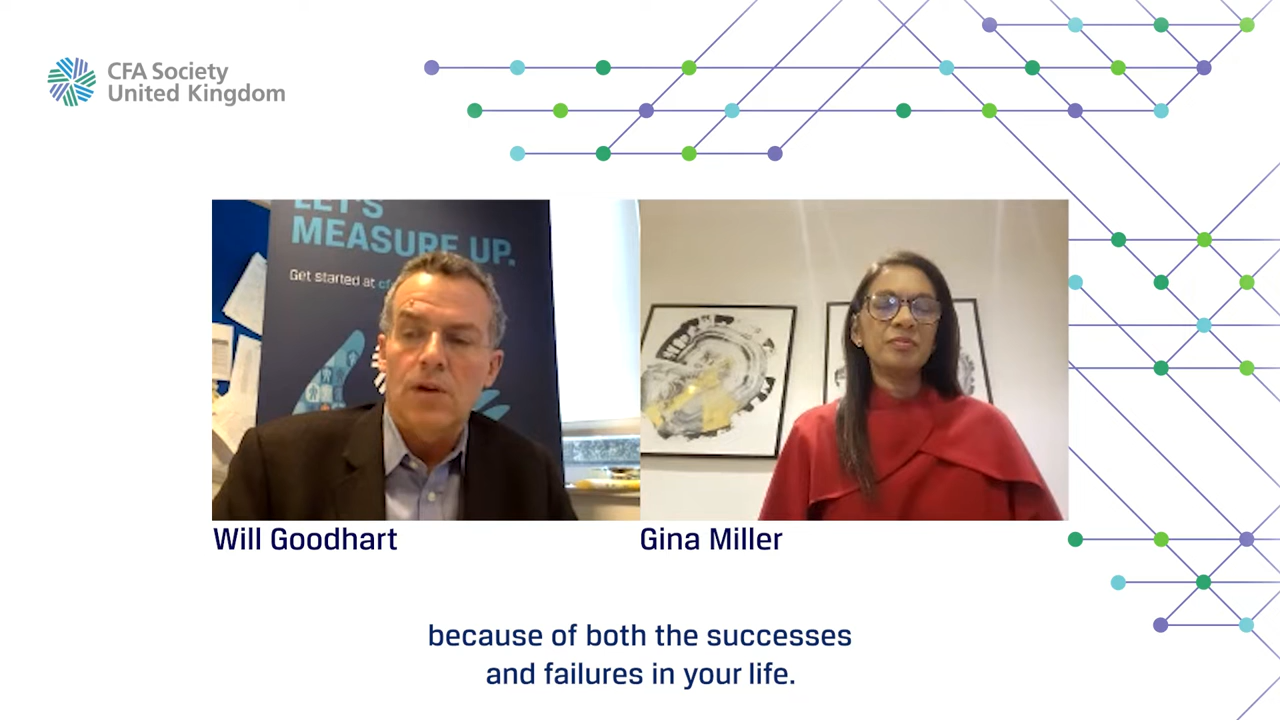 CFA Society
United Kingdom
LET'S
MEASURE UP.
Get started at
Will Goodhart
Gina Miller
because of both the successes
and failures in your life.